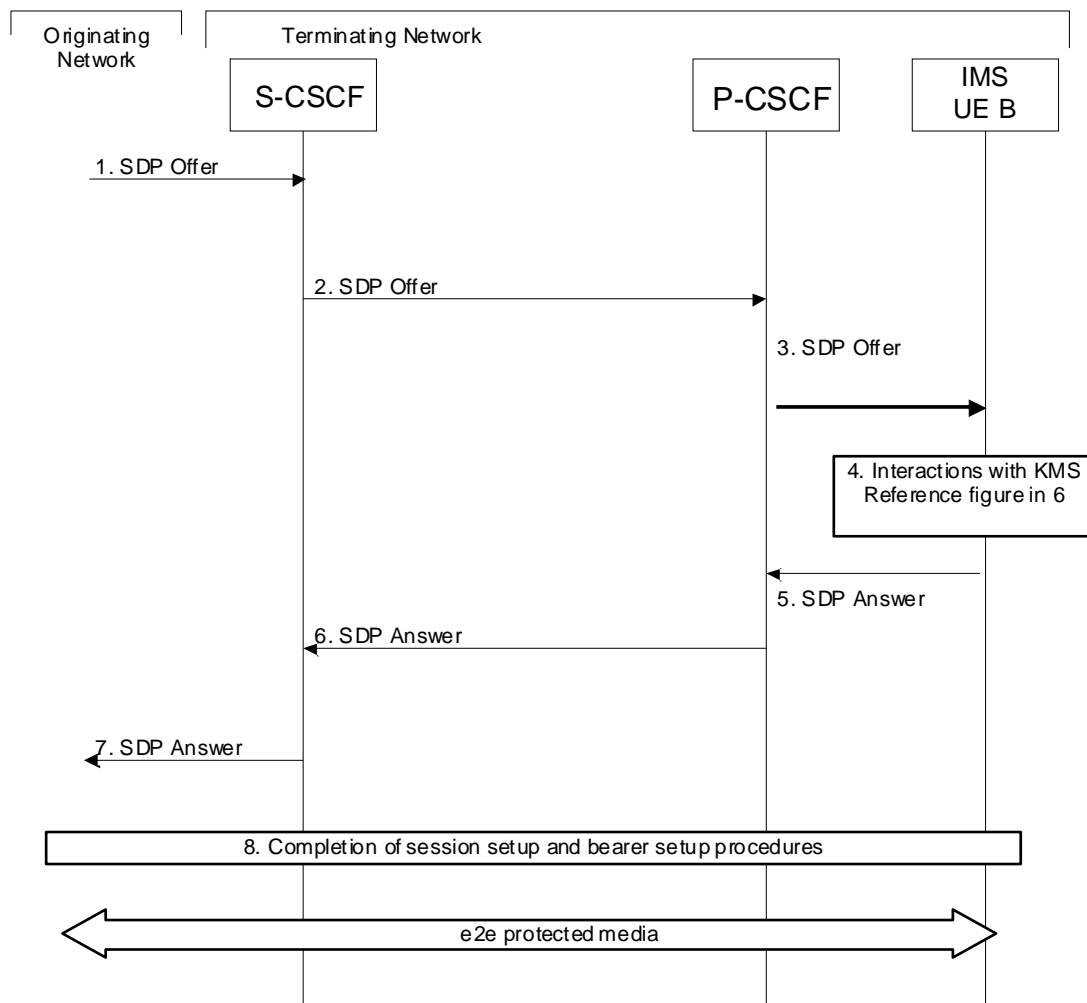 Originating
Network
Terminating Network
S-CSCF
P-CSCF
IMS
UE B
1. SDP Offer
2. SDP Offer
3. SDP Offer
4. Interactions with KMS
Reference figure in 6
5. SDP Answer
6. SDP Answer
7. SDP Answer
8. Completion of session setup and bearer setup procedures
e2e protected media